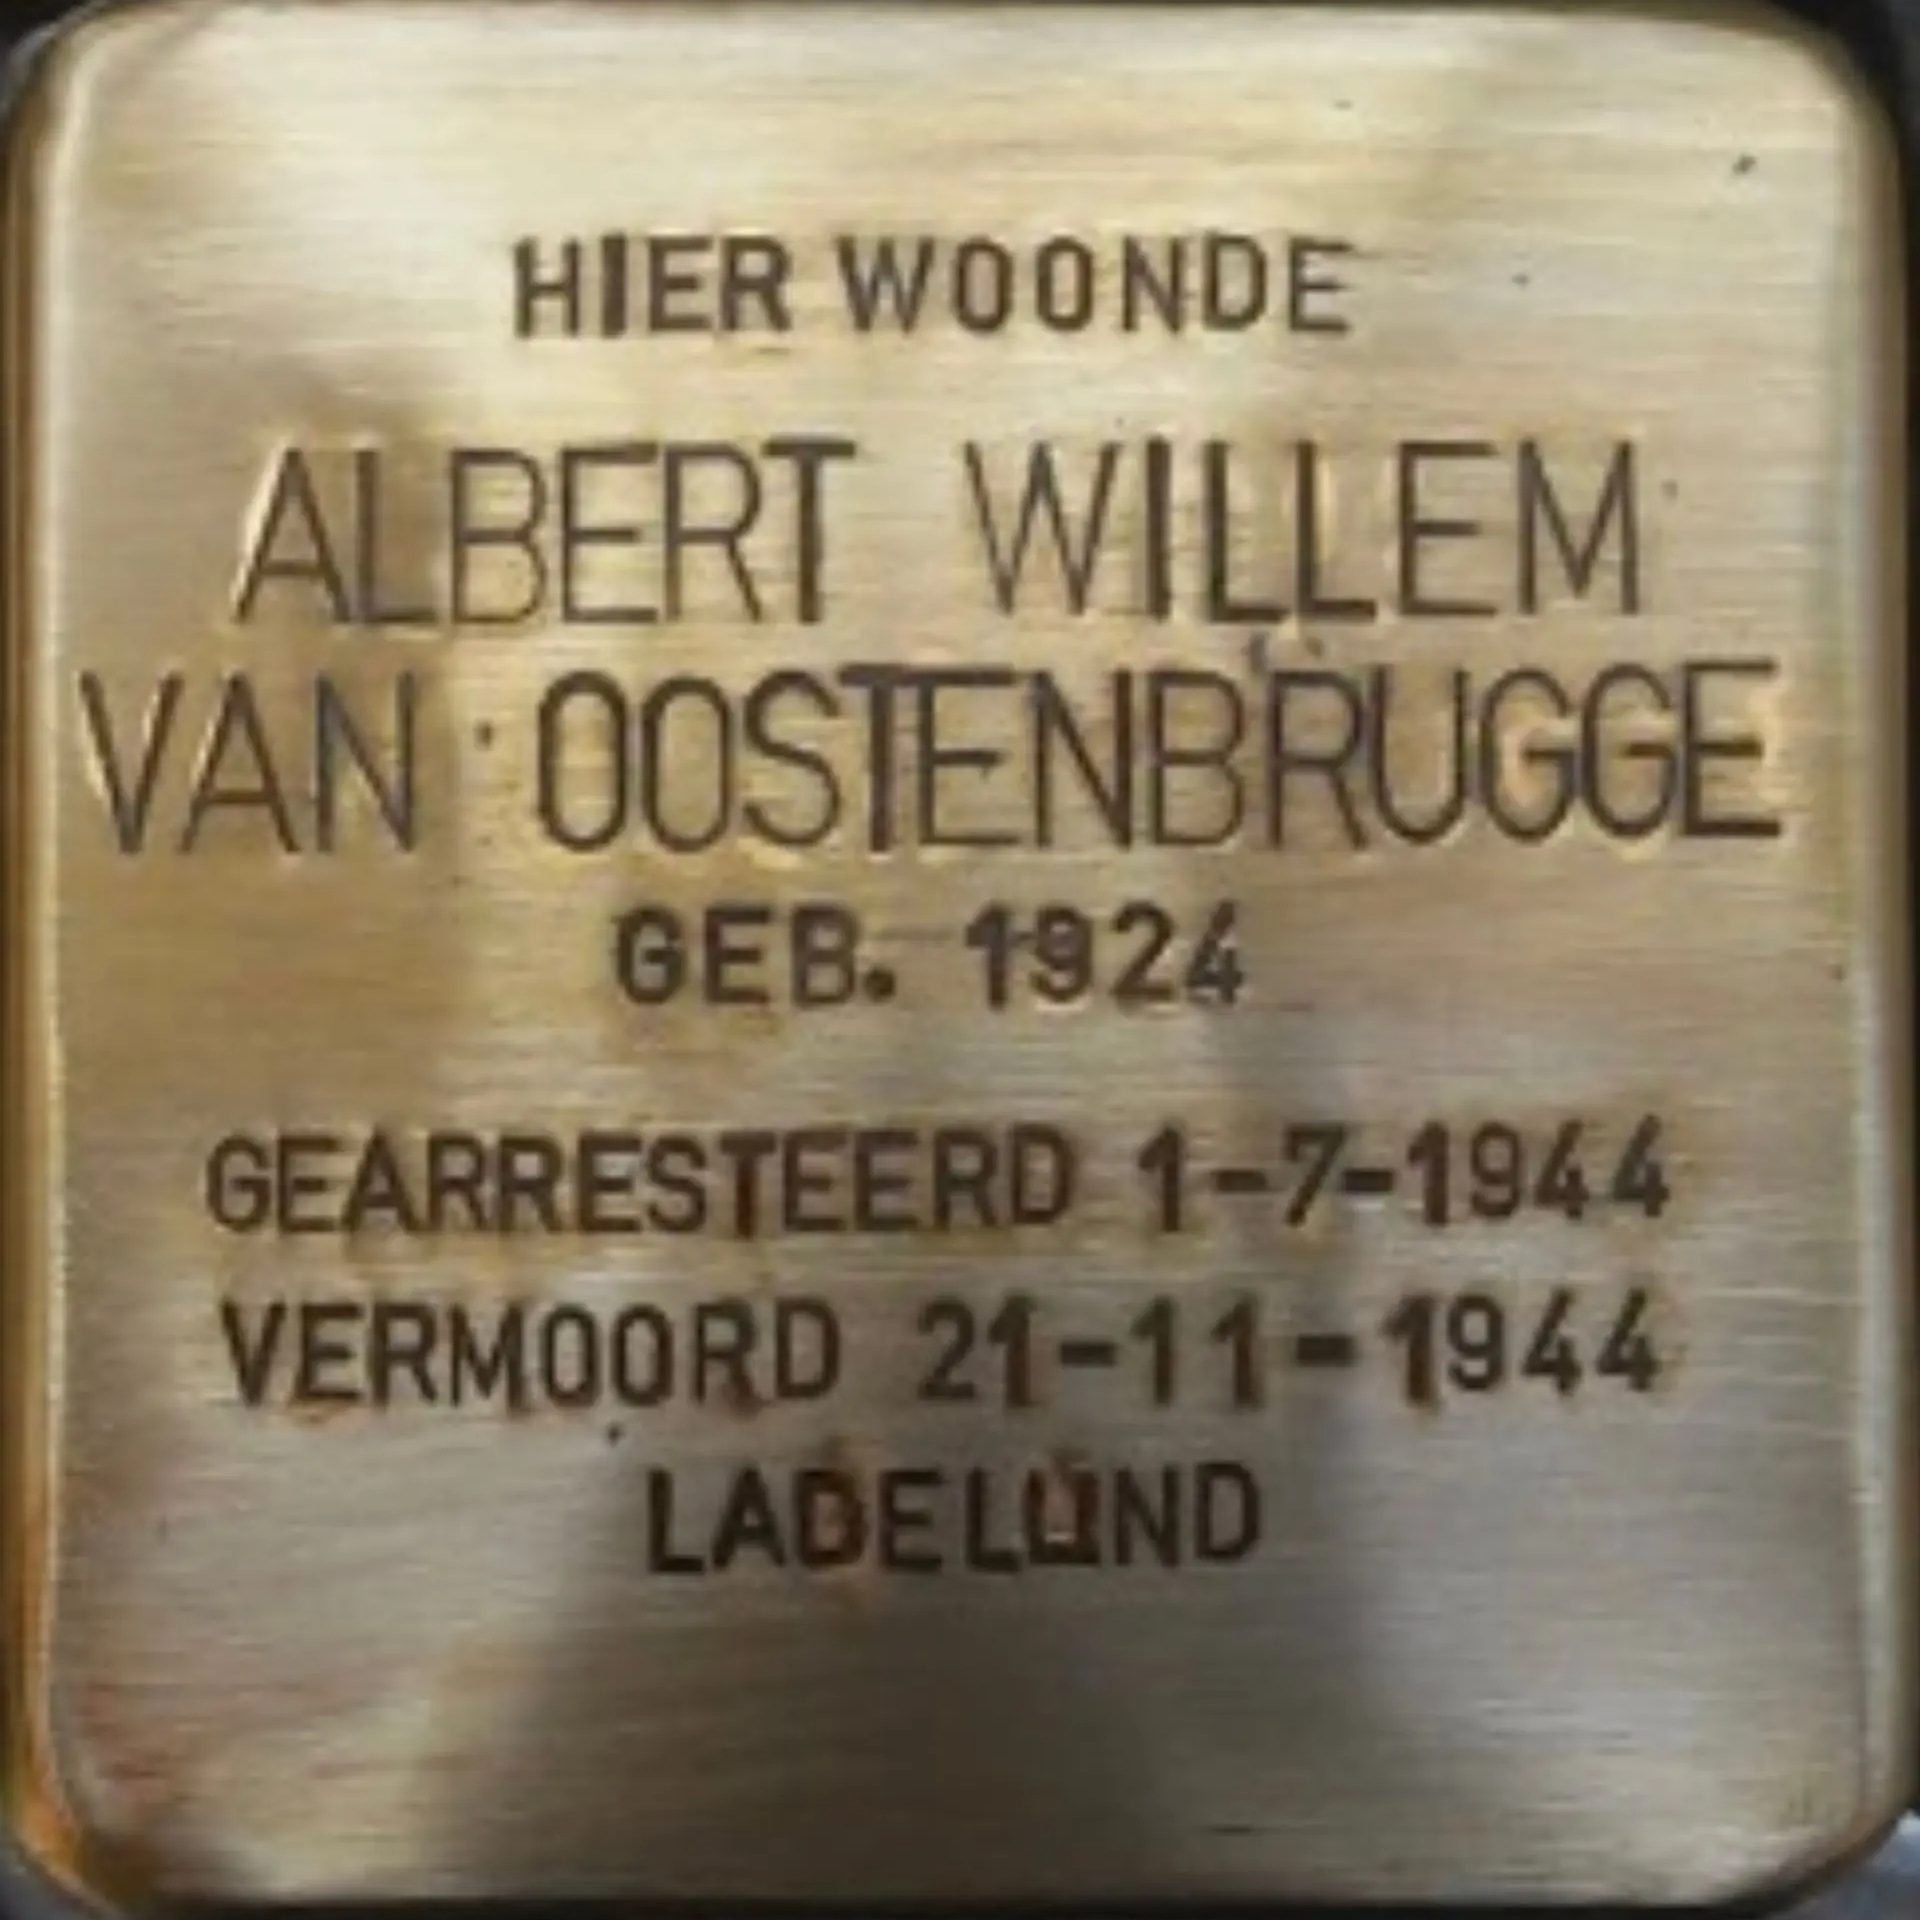 HIER WOONDE
ALBERT WILLEM
VAN OOSTENBRUGGE
GEB. 1924
GEARRESTEERD 1-7-1944
VERMOORD 21-11-1944
LADELUND